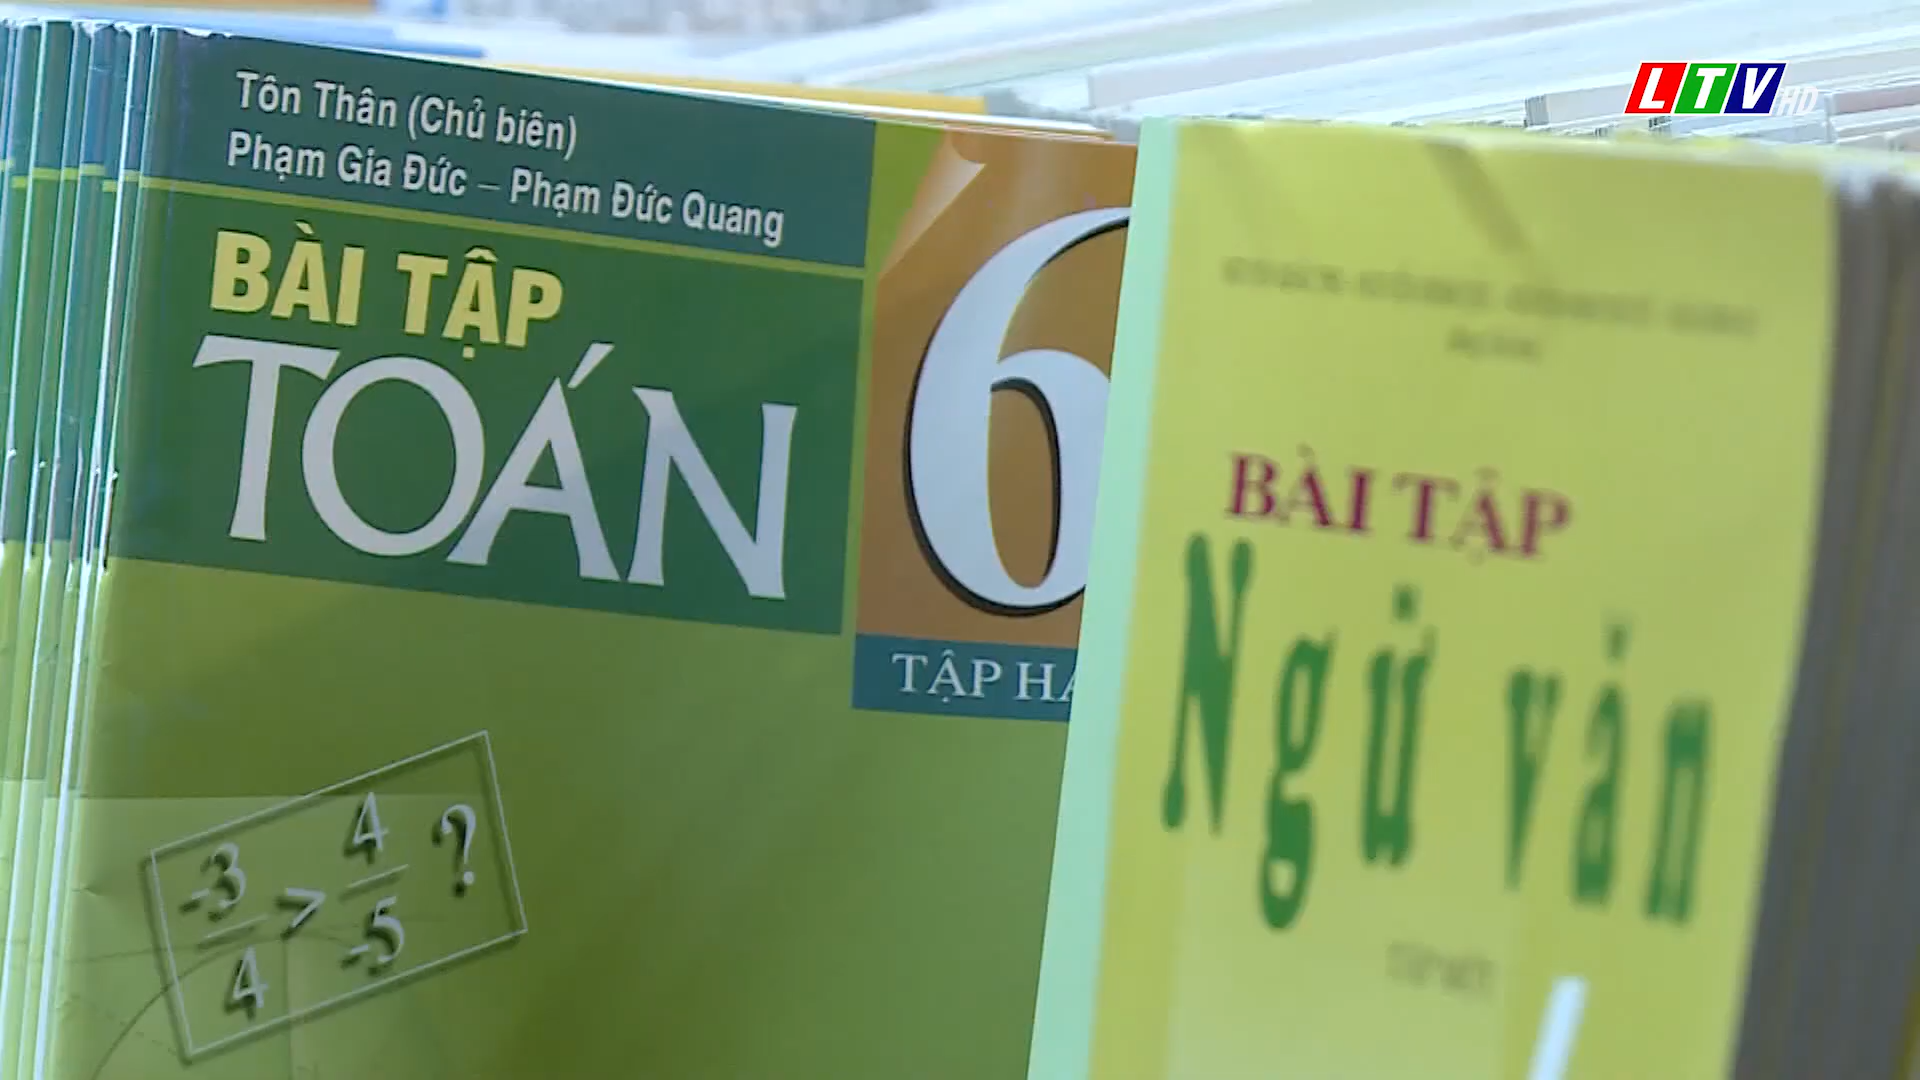 LTV HD
Tôn Thân (Chủ biên)
Phạm Gia Đức – Phạm Đức Quang
BÀI TẬP
TOÁN
6
TẬP HA
-3/4 > 4/-5 ?
BÀI TẬP
Ngữ văn